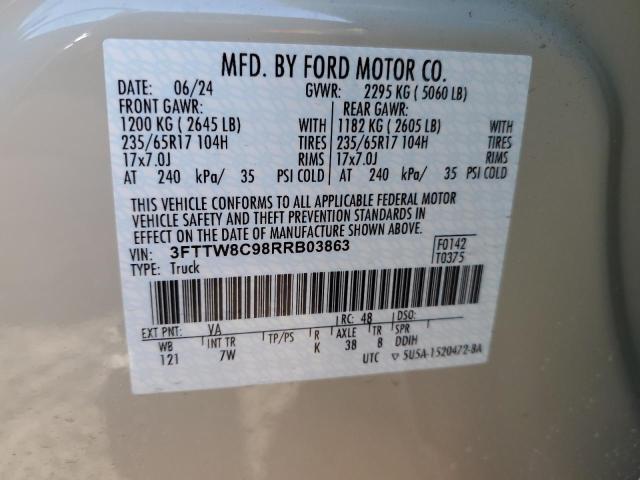 MFD. BY FORD MOTOR CO.
DATE: 06/24 GVWR: 2295 KG ( 5060 LB)
FRONT GAWR: REAR GAWR:
1200 KG ( 2645 LB) WITH 1182 KG ( 2605 LB) WITH
235/65R17 104H TIRES 235/65R17 104H TIRES
17x7.0J RIMS 17x7.0J RIMS
AT 240 kPa/ 35 PSI COLD AT 240 kPa/ 35 PSI COLD
THIS VEHICLE CONFORMS TO ALL APPLICABLE FEDERAL MOTOR
VEHICLE SAFETY AND THEFT PREVENTION STANDARDS IN
EFFECT ON THE DATE OF MANUFACTURE SHOWN ABOVE.
VIN: 3FTTW8C98RRB03863 F0142
TYPE: Truck T0375
EXT PNT: VA RC: 48 DSO:
WB INT TR TP/PS R AXLE TR SPR
121 7W K 38 8 DDIH
UTC ▽ 5U5A-1520472-BA